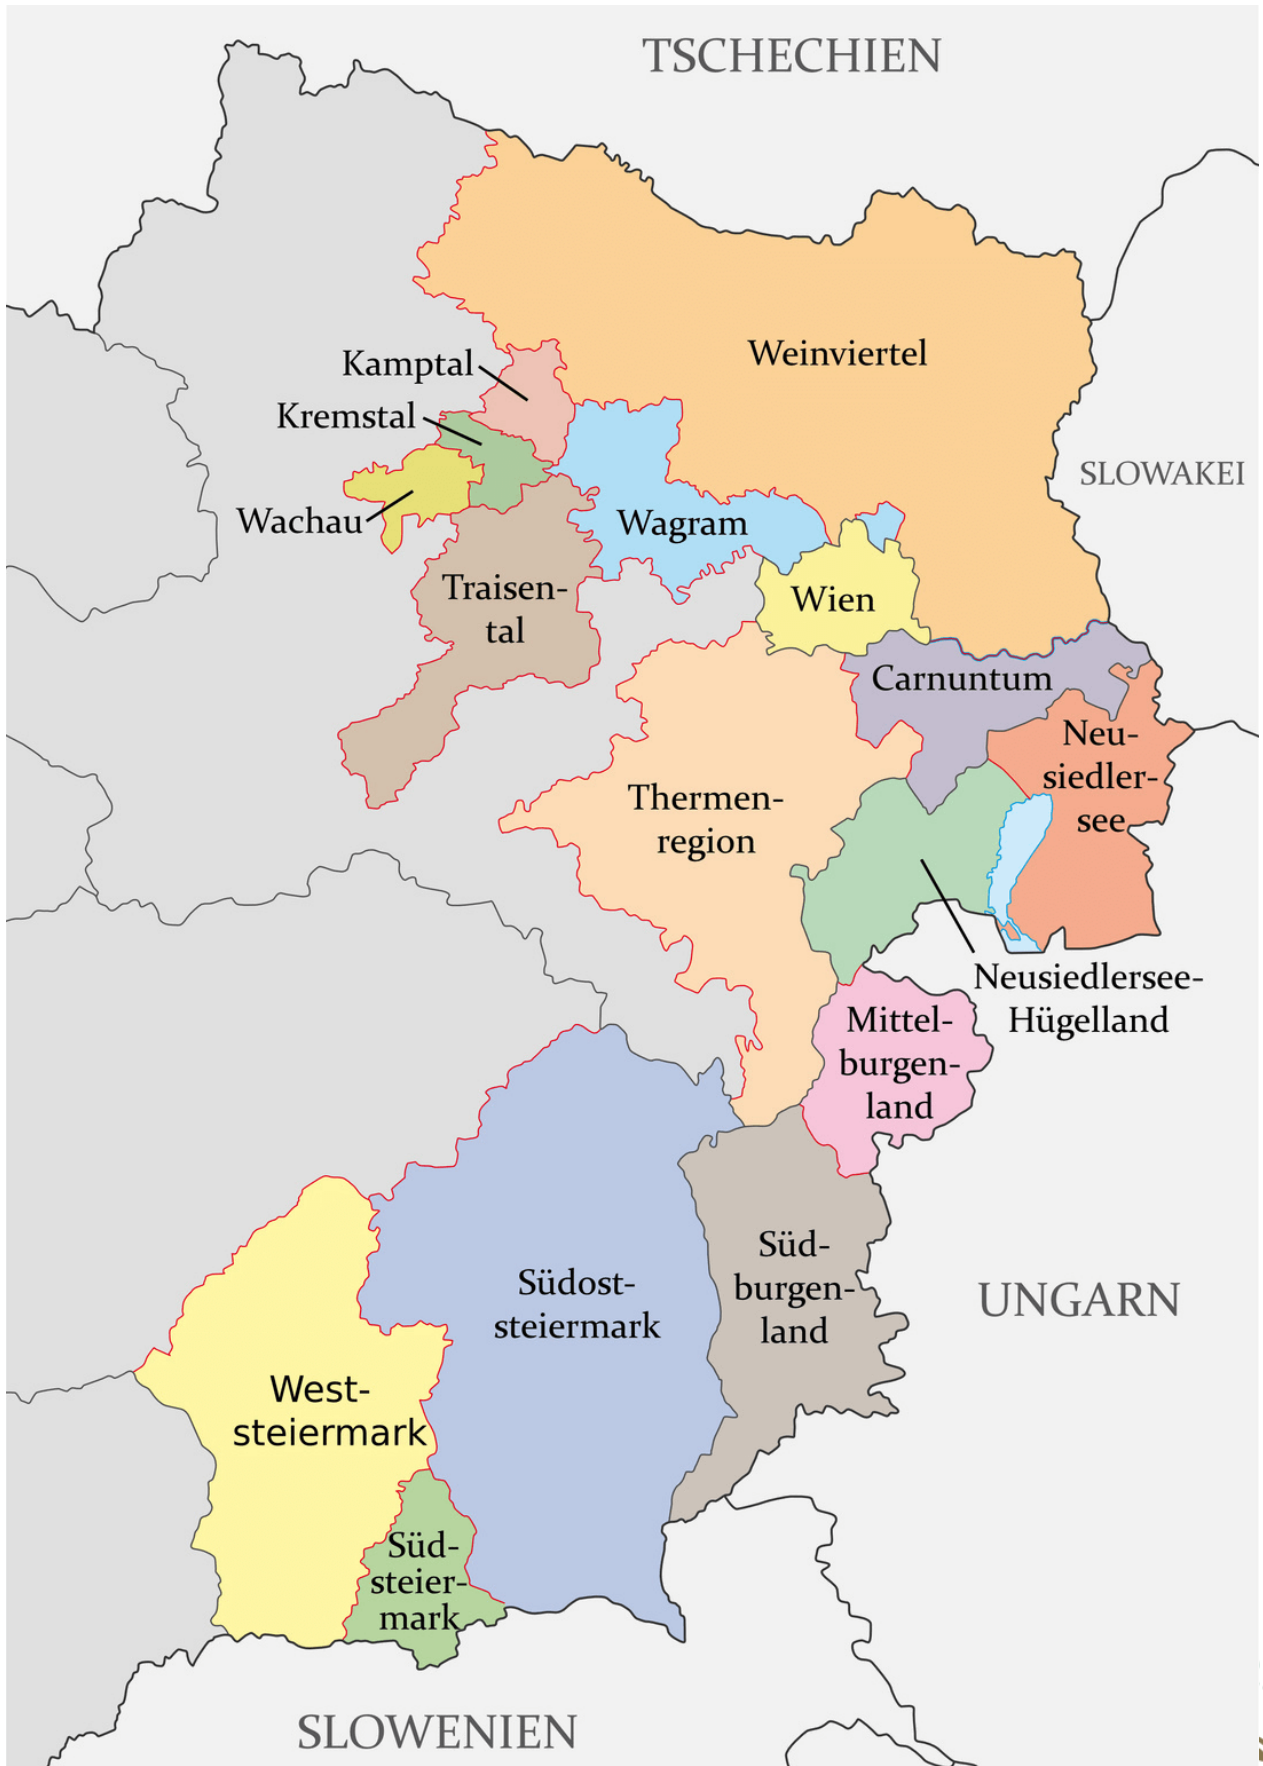 TSCHECHIEN
Weinviertel
Kamptal
Kremstal
SLOWAKEI
Wachau
Wagram
Traisen-
tal
Wien
Carnuntum
Neu-
siedler-
see
Thermen-
region
Neusiedlersee-
Hügelland
Mittel-
burgen-
land
Süd-
burgen-
land
Südost-
steiermark
UNGARN
West-
steiermark
Süd-
steier-
mark
SLOWENIEN